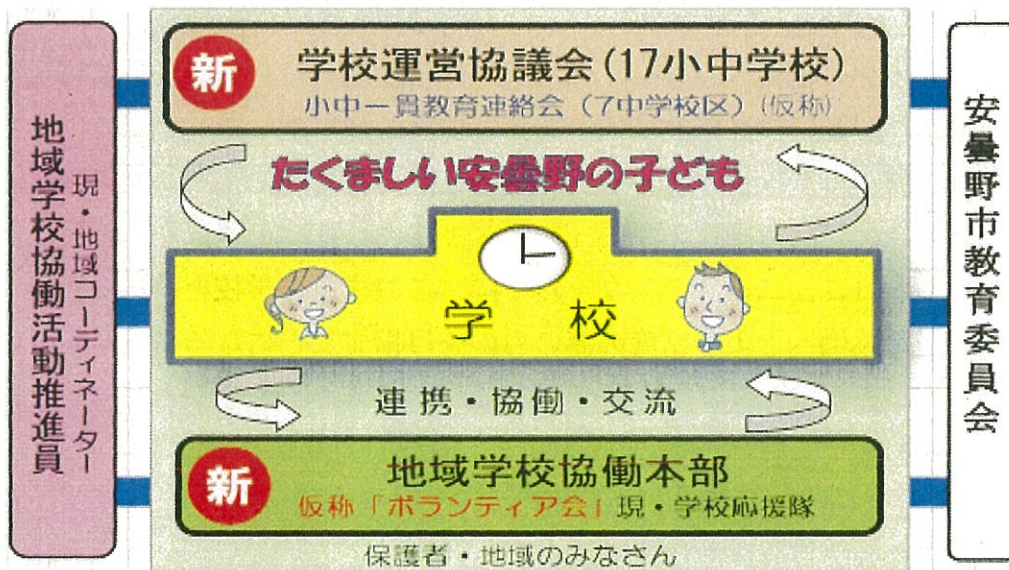 地域学校協働活動推進員
現・地域コーディネーター
新
学校運営協議会(17小中学校)
小中一貫教育連絡会(7中学校区)(仮称)
たくましい安曇野の子ども
学校
連携・協働・交流
新
地域学校協働本部
仮称「ボランティア会」現・学校応援隊
保護者・地域のみなさん
安曇野市教育委員会